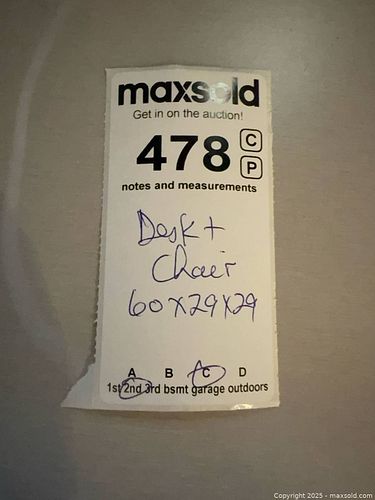 maxsold
Get in on the auction!
478 C
P
notes and measurements
Desk +
Chair
60x29x29
A B C D
1st 2nd 3rd bsmt garage outdoors
Copyright 2025 - maxsold.com